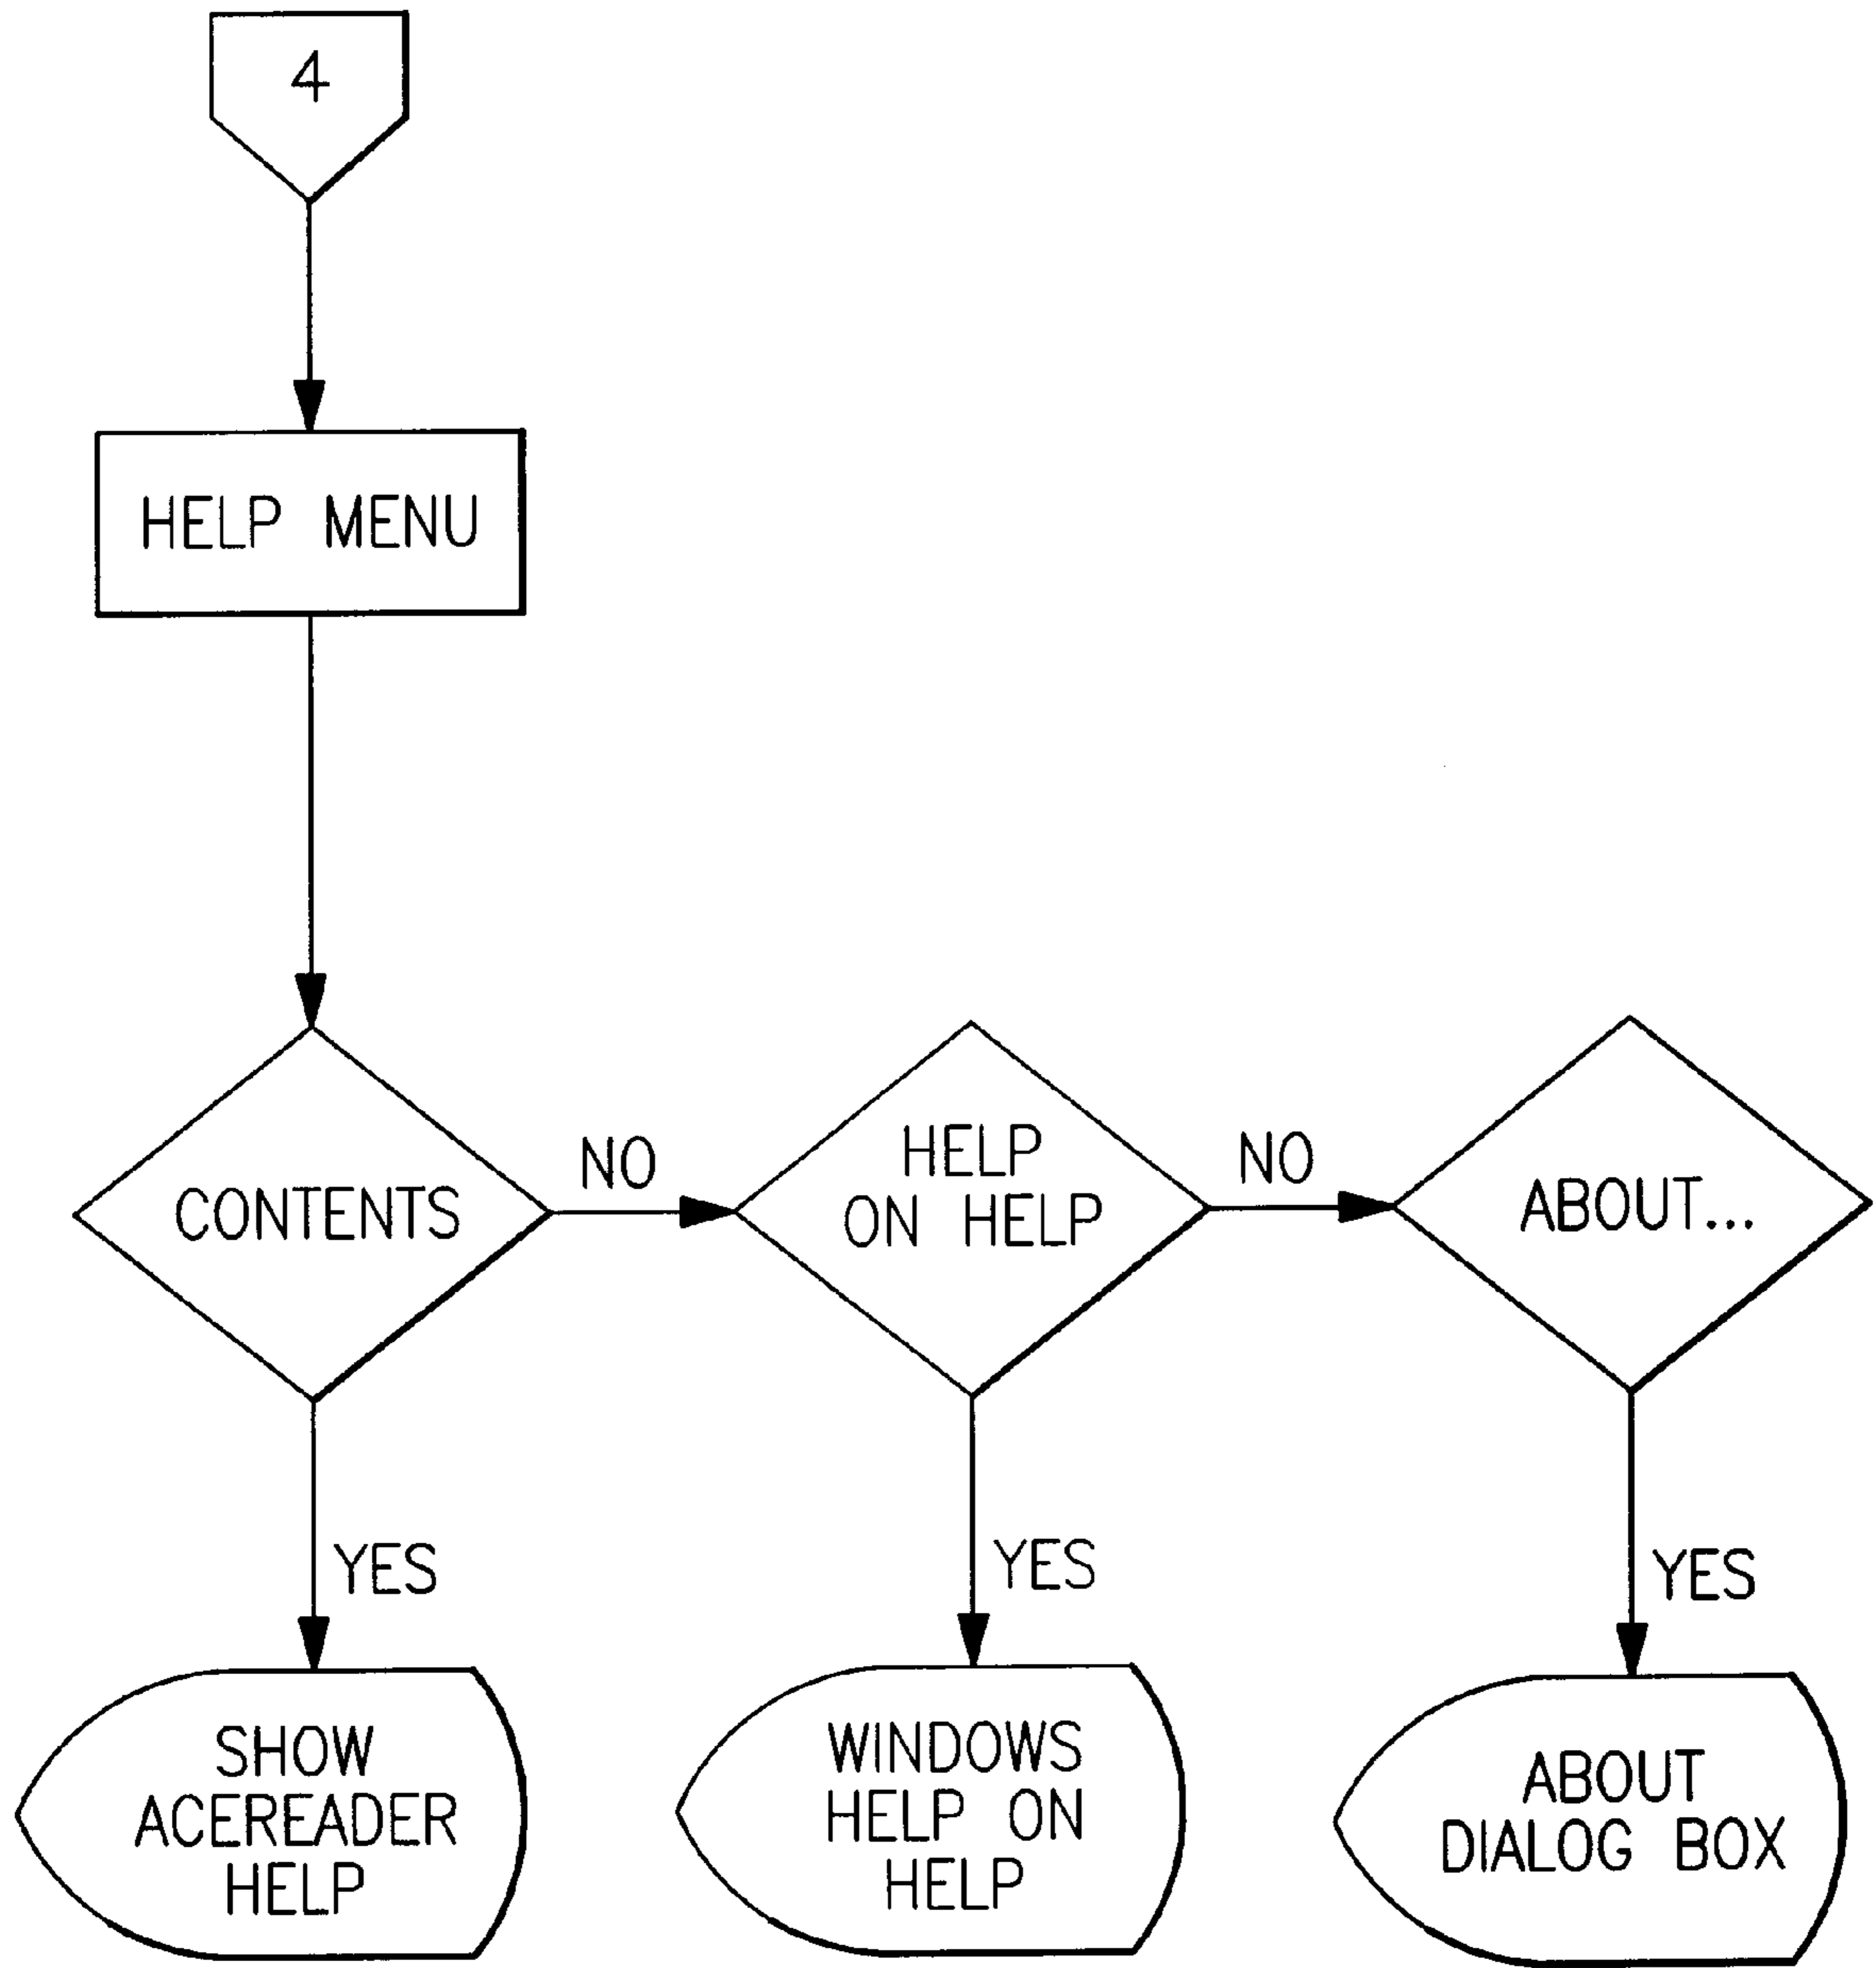 4
HELP MENU
CONTENTS
NO
HELP
ON HELP
NO
ABOUT...
YES
YES
YES
SHOW
ACEREADER
HELP
WINDOWS
HELP ON
HELP
ABOUT
DIALOG BOX